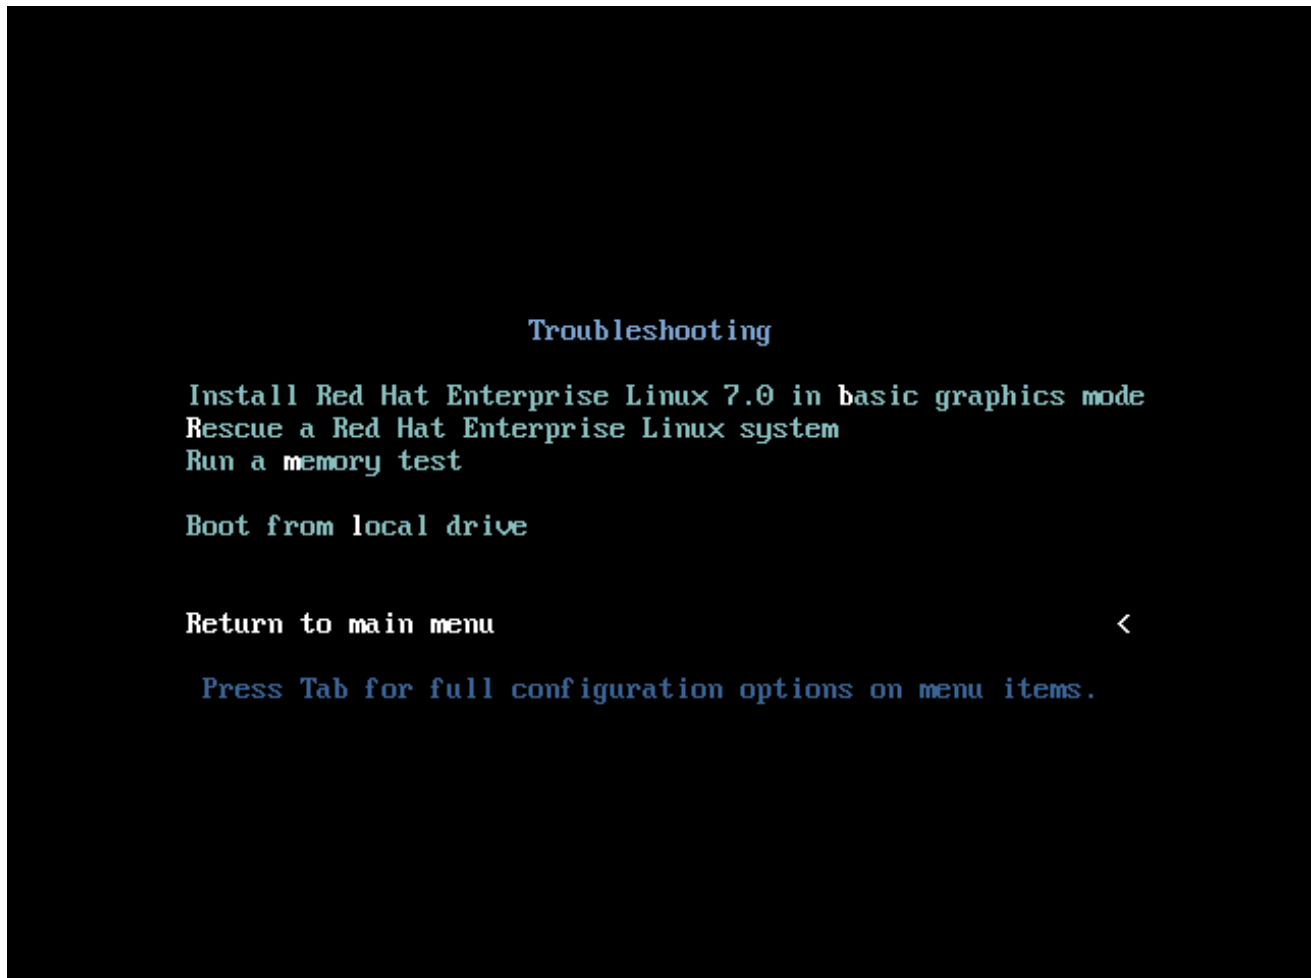 Troubleshooting
Install Red Hat Enterprise Linux 7.0 in basic graphics mode
Rescue a Red Hat Enterprise Linux system
Run a memory test
Boot from local drive
Return to main menu <
Press Tab for full configuration options on menu items.